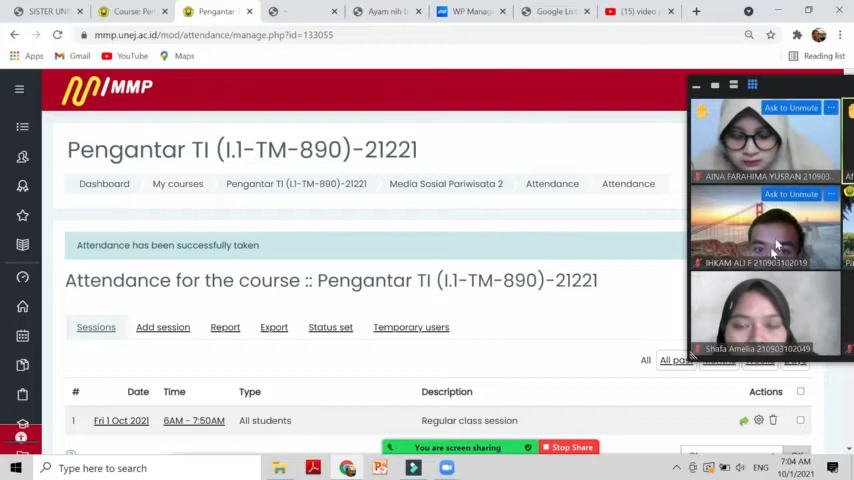 SISTER UN
Course: Pen
Pengantar T
-
Ayam nih b
WP Manage
Google List
(15) video p
mmp.unej.ac.id/mod/attendance/manage.php?id=133055
Apps
Gmail
YouTube
Maps
Reading list
MMP
Pengantar TI (I.1-TM-890)-21221
Dashboard
My courses
Pengantar TI (I.1-TM-890)-21221
Media Sosial Pariwisata 2
Attendance
Attendance
Attendance has been successfully taken
Attendance for the course :: Pengantar TI (I.1-TM-890)-21221
Sessions
Add session
Report
Export
Status set
Temporary users
All
All past
# Date Time Type Description Actions
1 Fri 1 Oct 2021 6AM - 7:50AM All students Regular class session
Ask to Unmute
AINA FARAHIMA YUSRAN 210903...
Ask to Unmute
IHKAM ALI F 210903102019
Shafa Amelia 210903102049
You are screen sharing
Stop Share
Type here to search
ENG
7:04 AM
10/1/2021